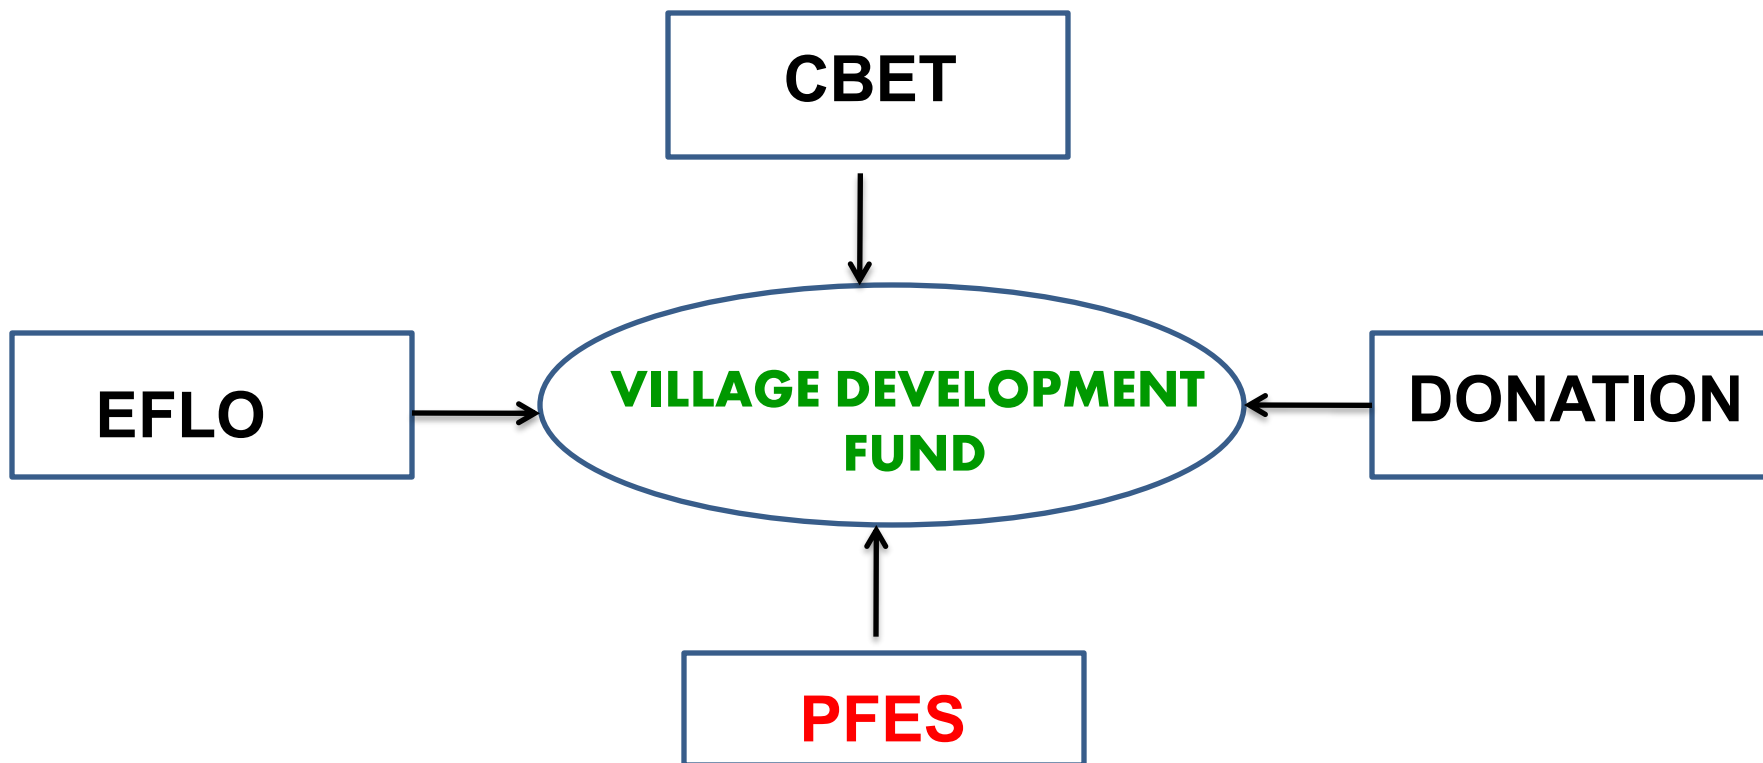 CBET
EFLO
VILLAGE DEVELOPMENT
FUND
DONATION
PFES